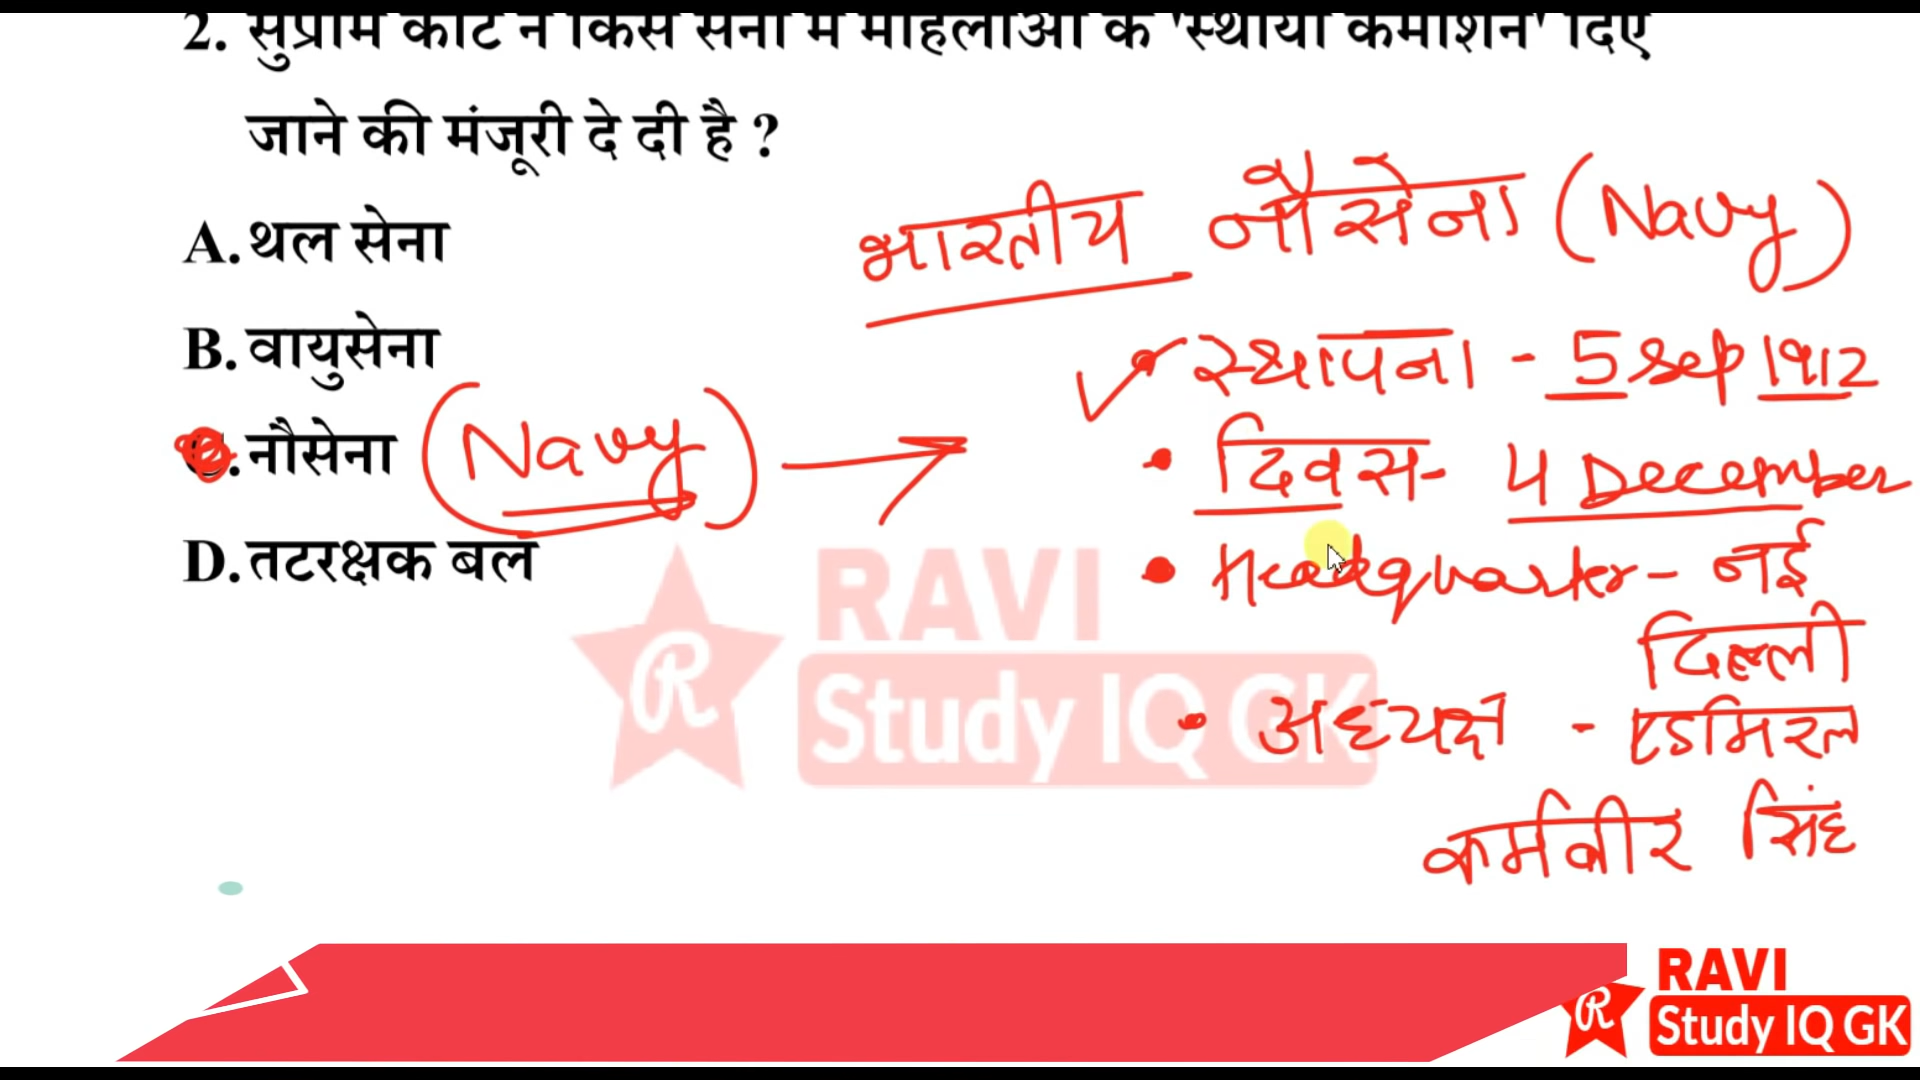 2. सुप्रीम कोर्ट ने किस सेना में महिलाओं के 'स्थायी कमीशन' दिए
जाने की मंजूरी दे दी है ?
A. थल सेना
B. वायुसेना
नौसेना (Navy)
D. तटरक्षक बल
भारतीय नौसेना (Navy)
स्थापना - 5 Sep 1912
दिवस - 4 December
Headquarter - नई
दिल्ली
अध्यक्ष - एडमिरल
कर्मबीर सिंह
RAVI
Study IQ GK
R
RAVI
Study IQ GK
R